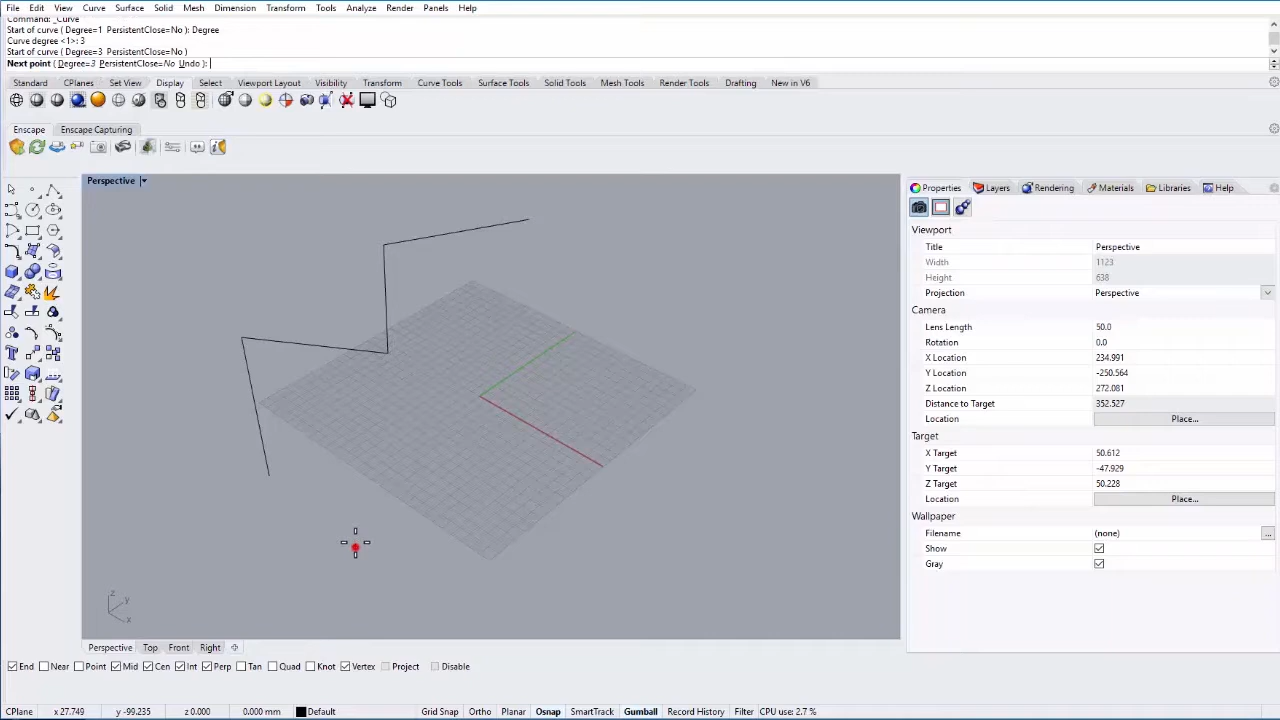 File Edit View Curve Surface Solid Mesh Dimension Transform Tools Analyze Render Panels Help
Command: _Curve
Start of curve ( Degree=1 PersistentClose=No ): Degree
Curve degree <1>: 3
Start of curve ( Degree=3 PersistentClose=No )
Next point ( Degree=3 PersistentClose=No Undo ):
Standard CPlanes Set View Display Select Viewport Layout Visibility Transform Curve Tools Surface Tools Solid Tools Mesh Tools Render Tools Drafting New in V6
Enscape Enscape Capturing
Perspective
Properties Layers Rendering Materials Libraries Help
Viewport
Title Perspective
Width 1123
Height 638
Projection Perspective
Camera
Lens Length 50.0
Rotation 0.0
X Location 234.991
Y Location -250.564
Z Location 272.081
Distance to Target 352.527
Location Place...
Target
X Target 50.612
Y Target -47.929
Z Target 50.228
Location Place...
Wallpaper
Filename (none) ...
Show
Gray
z
y
x
Perspective Top Front Right
End Near Point Mid Cen Int Perp Tan Quad Knot Vertex Project Disable
CPlane x 27.749 y -99.235 z 0.000 0.000 mm Default Grid Snap Ortho Planar Osnap SmartTrack Gumball Record History Filter CPU use: 2.7 %